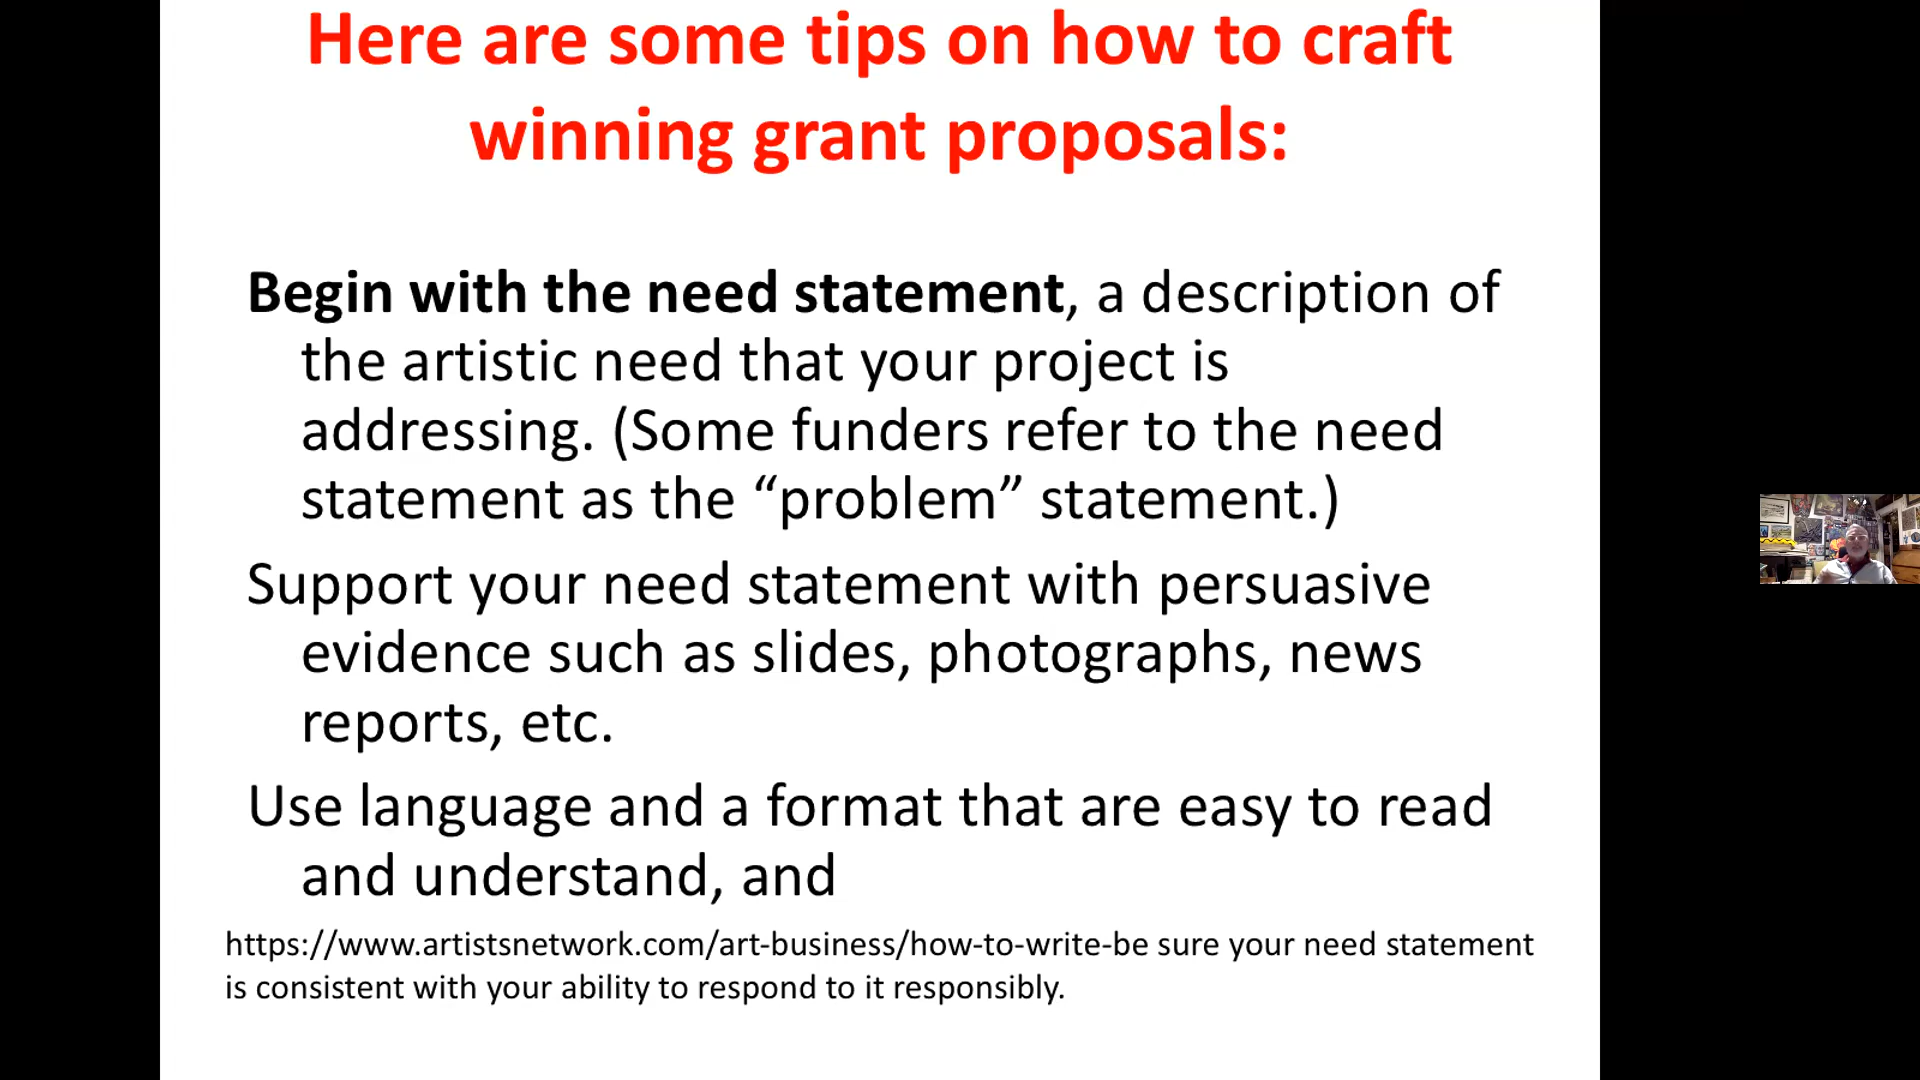 Here are some tips on how to craft
winning grant proposals:
Begin with the need statement, a description of
the artistic need that your project is
addressing. (Some funders refer to the need
statement as the “problem” statement.)
Support your need statement with persuasive
evidence such as slides, photographs, news
reports, etc.
Use language and a format that are easy to read
and understand, and
https://www.artistsnetwork.com/art-business/how-to-write-be sure your need statement
is consistent with your ability to respond to it responsibly.